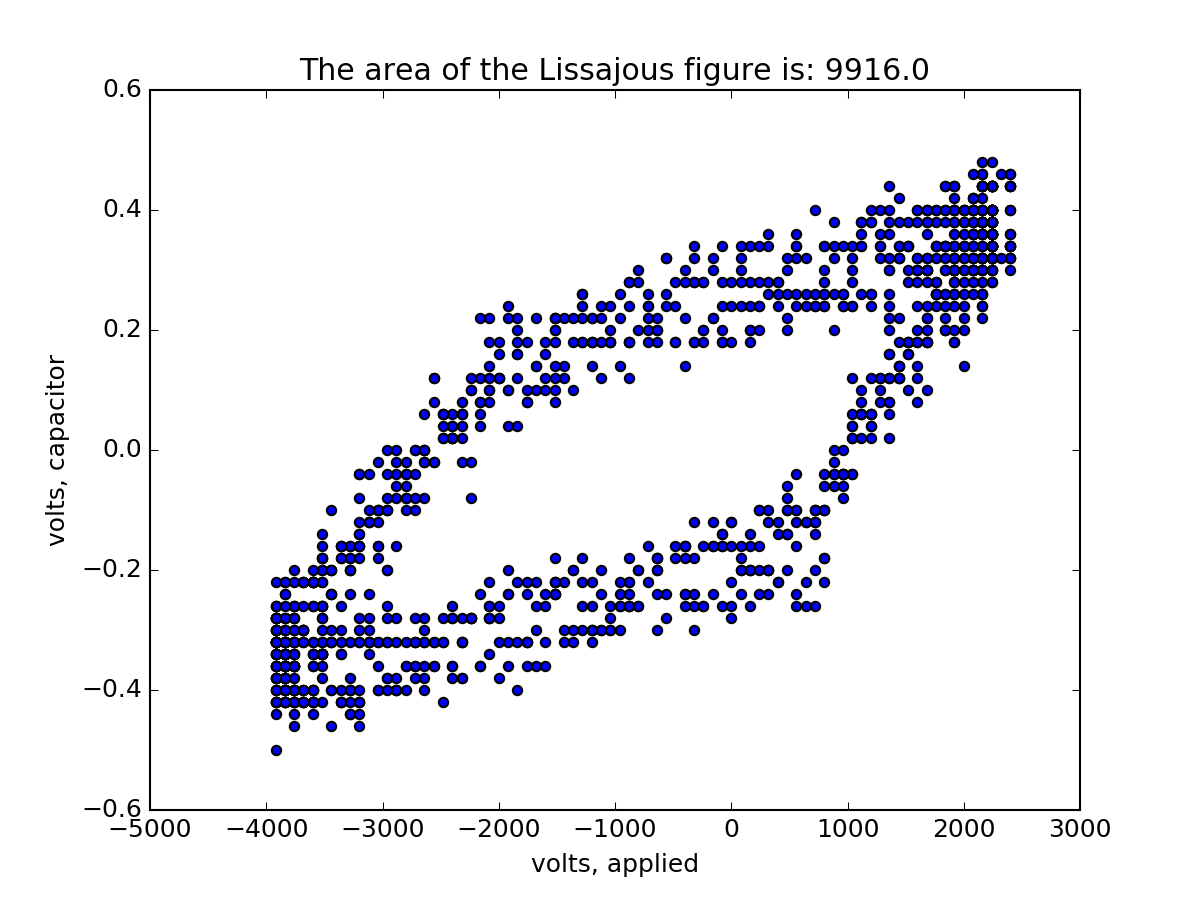 The area of the Lissajous figure is: 9916.0
0.6
0.4
0.2
0.0
−0.2
−0.4
−0.6
volts, capacitor
−5000 −4000 −3000 −2000 −1000 0 1000 2000 3000
volts, applied